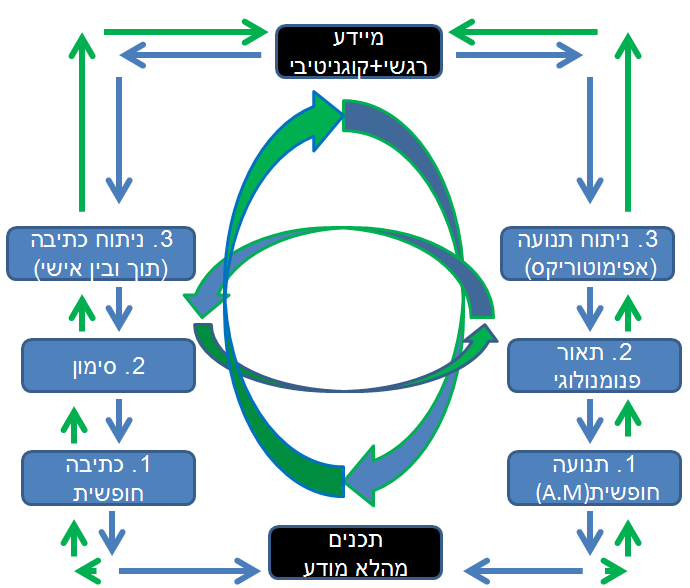 מיידע
רגשי+קוגניטיבי
3. ניתוח תנועה
(אפימוטוריקס)
3. ניתוח כתיבה
(תוך ובין אישי)
2. תאור
פנומנולוגי
2. סימון
1. תנועה
חופשית(A.M)
1. כתיבה
חופשית
תכנים
מהלא מודע